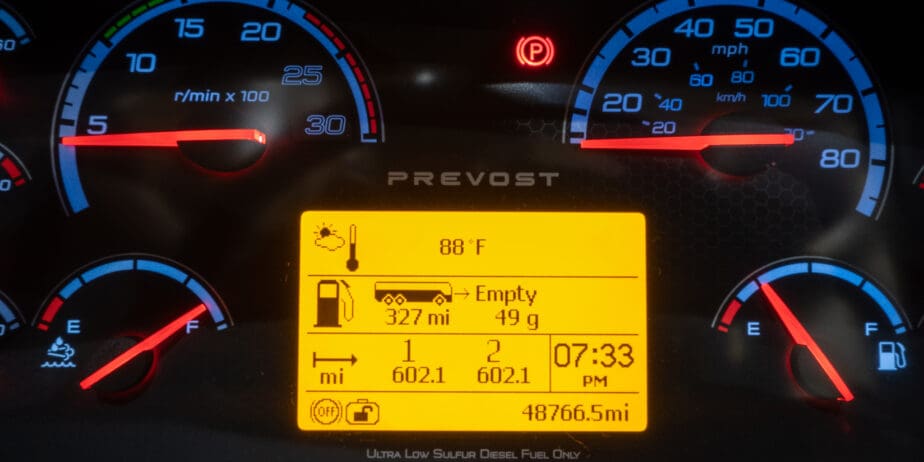 5 10 15 20 25 30
r/min x 100
P
20 30 40 50 60 70 80
mph
20 40 60 80 100
km/h
PREVOST
88°F
→ Empty
327 mi 49 g
1 2
mi 602.1 602.1
07:33
PM
OFF 48766.5mi
E F
E F
ULTRA LOW SULFUR DIESEL FUEL ONLY